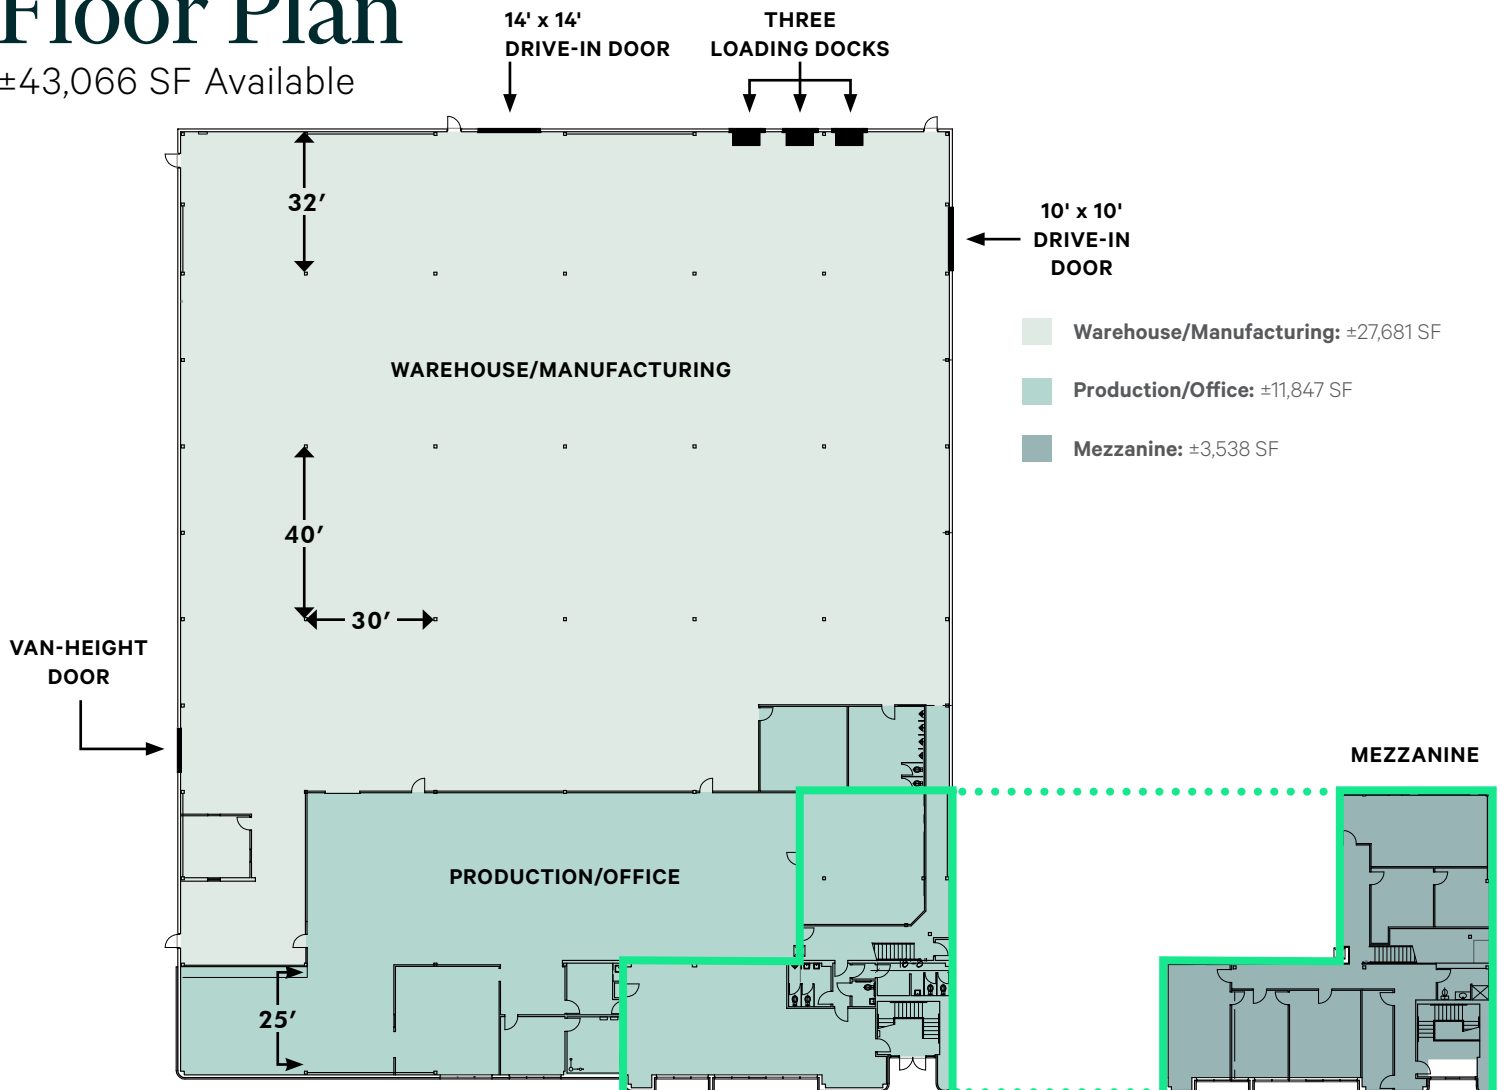 Floor Plan
±43,066 SF Available
14' x 14'
DRIVE-IN DOOR
THREE
LOADING DOCKS
32’
10' x 10'
DRIVE-IN
DOOR
Warehouse/Manufacturing: ±27,681 SF
WAREHOUSE/MANUFACTURING
Production/Office: ±11,847 SF
Mezzanine: ±3,538 SF
40’
30’
VAN-HEIGHT
DOOR
MEZZANINE
PRODUCTION/OFFICE
25’